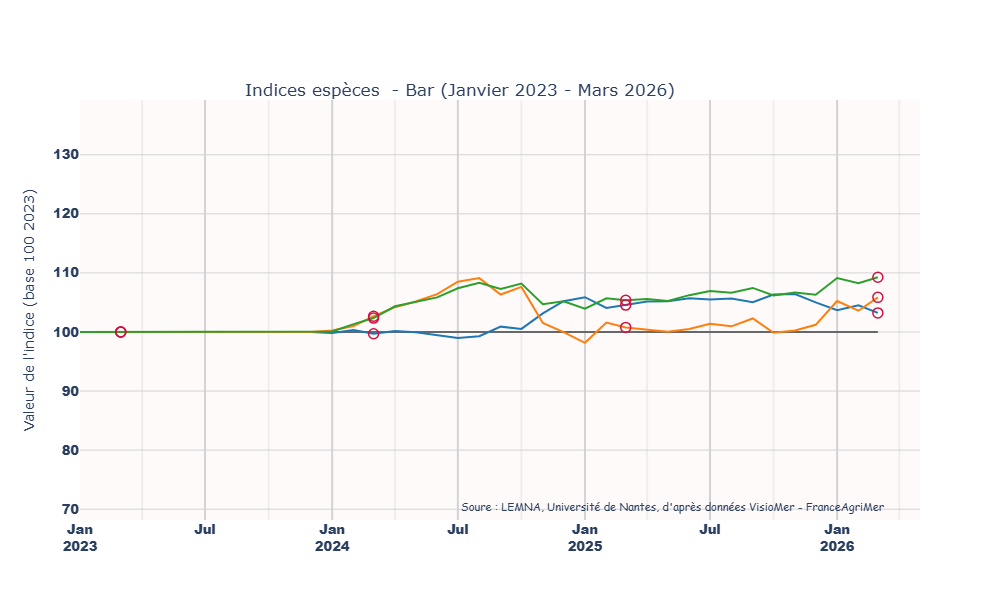 Indices espèces  - Bar (Janvier 2023 - Mars 2026)
Valeur de l'indice (base 100 2023)
130
120
110
100
90
80
70
Jan
2023
Jul
Jan
2024
Jul
Jan
2025
Jul
Jan
2026
Soure : LEMNA, Université de Nantes, d'après données VisioMer - FranceAgriMer